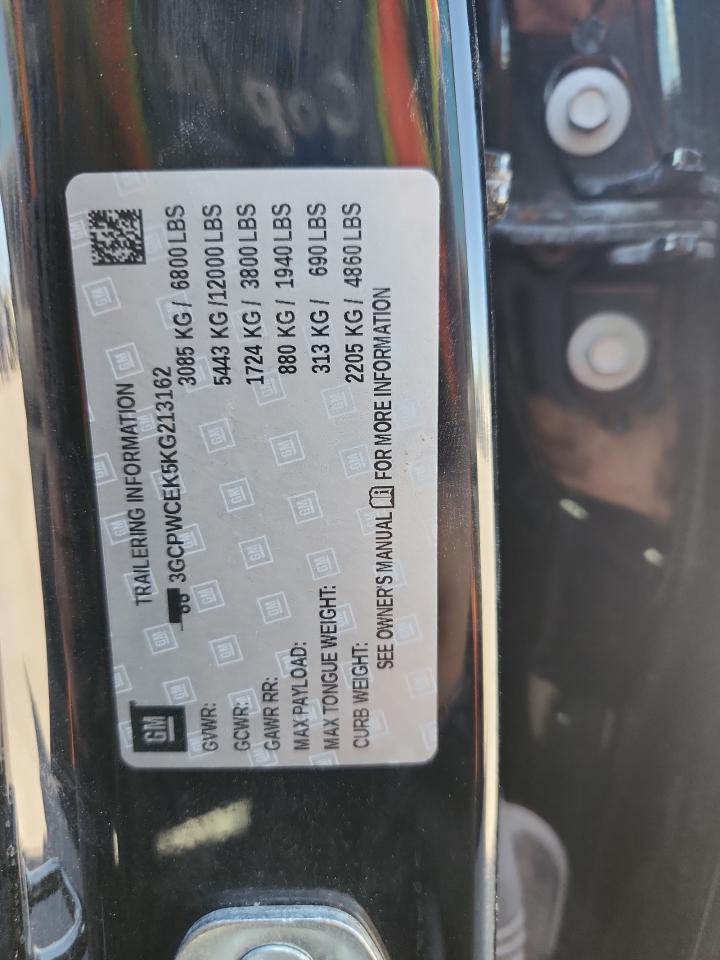 GM
TRAILERING INFORMATION
3GCPWCEK5KG213162
GVWR: 3085 KG / 6800 LBS
GCWR: 5443 KG /12000 LBS
GAWR RR: 1724 KG / 3800 LBS
MAX PAYLOAD: 880 KG / 1940 LBS
MAX TONGUE WEIGHT: 313 KG / 690 LBS
CURB WEIGHT: 2205 KG / 4860 LBS
SEE OWNER'S MANUAL FOR MORE INFORMATION